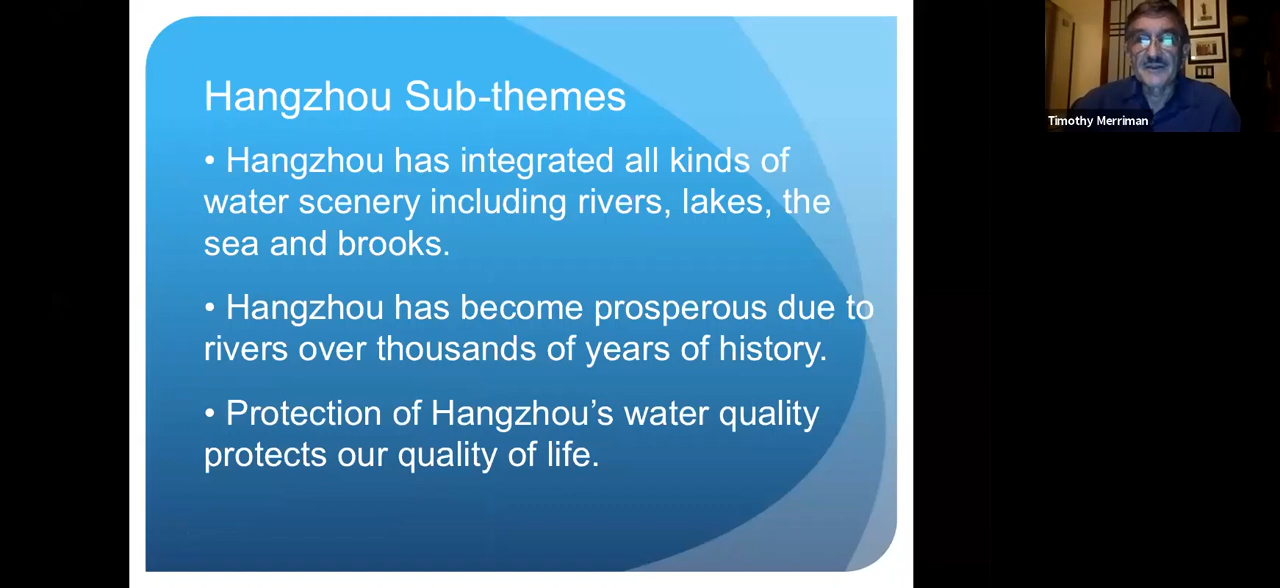 Hangzhou Sub-themes
• Hangzhou has integrated all kinds of
water scenery including rivers, lakes, the
sea and brooks.
• Hangzhou has become prosperous due to
rivers over thousands of years of history.
• Protection of Hangzhou’s water quality
protects our quality of life.
Timothy Merriman